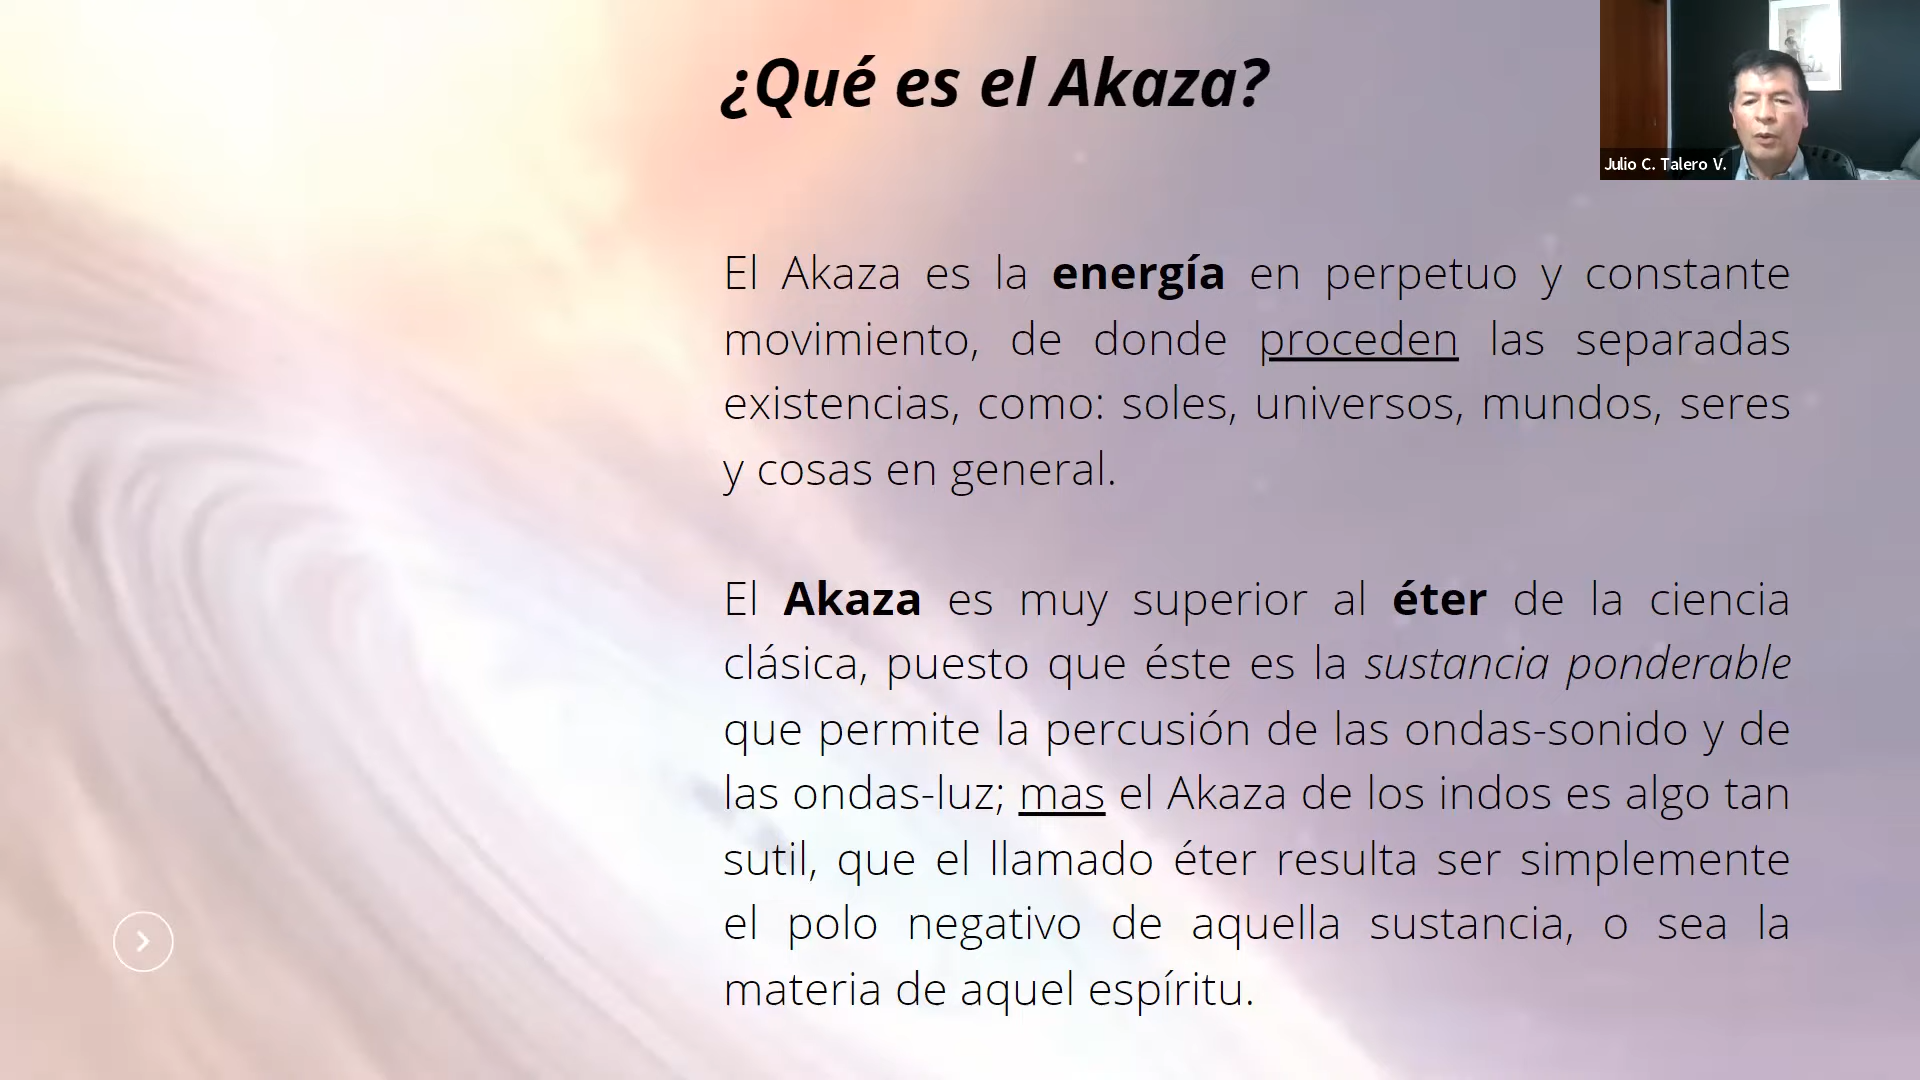 ¿Qué es el Akaza?
Julio C. Talero V.
El Akaza es la energía en perpetuo y constante
movimiento, de donde proceden las separadas
existencias, como: soles, universos, mundos, seres
y cosas en general.
El Akaza es muy superior al éter de la ciencia
clásica, puesto que éste es la sustancia ponderable
que permite la percusión de las ondas-sonido y de
las ondas-luz; mas el Akaza de los indos es algo tan
sutil, que el llamado éter resulta ser simplemente
el polo negativo de aquella sustancia, o sea la
materia de aquel espíritu.